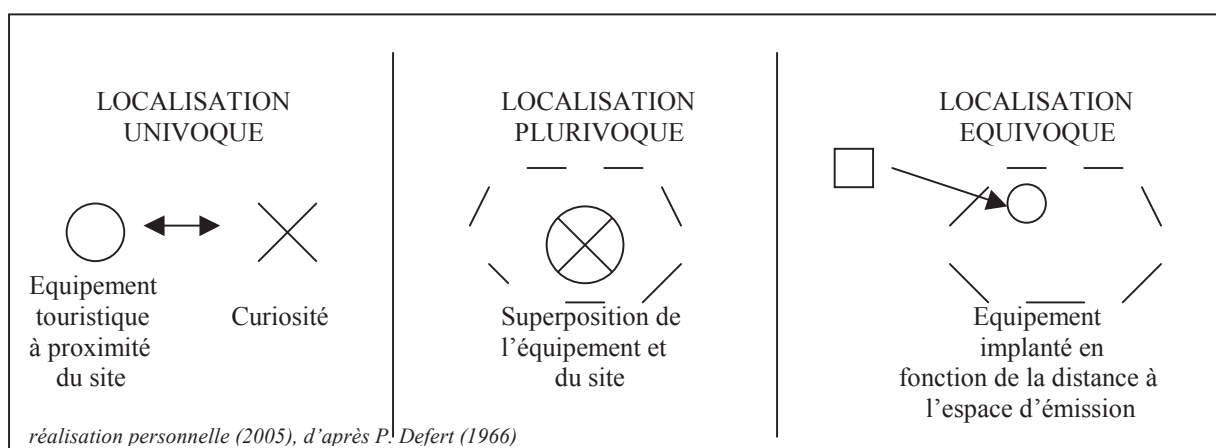 LOCALISATION
UNIVOQUE
Equipement
touristique
à proximité
du site
Curiosité
LOCALISATION
PLURIVOQUE
Superposition de
l’équipement et
du site
LOCALISATION
EQUIVOQUE
Equipement
implanté en
fonction de la distance à
l’espace d’émission
réalisation personnelle (2005), d’après P. Defert (1966)